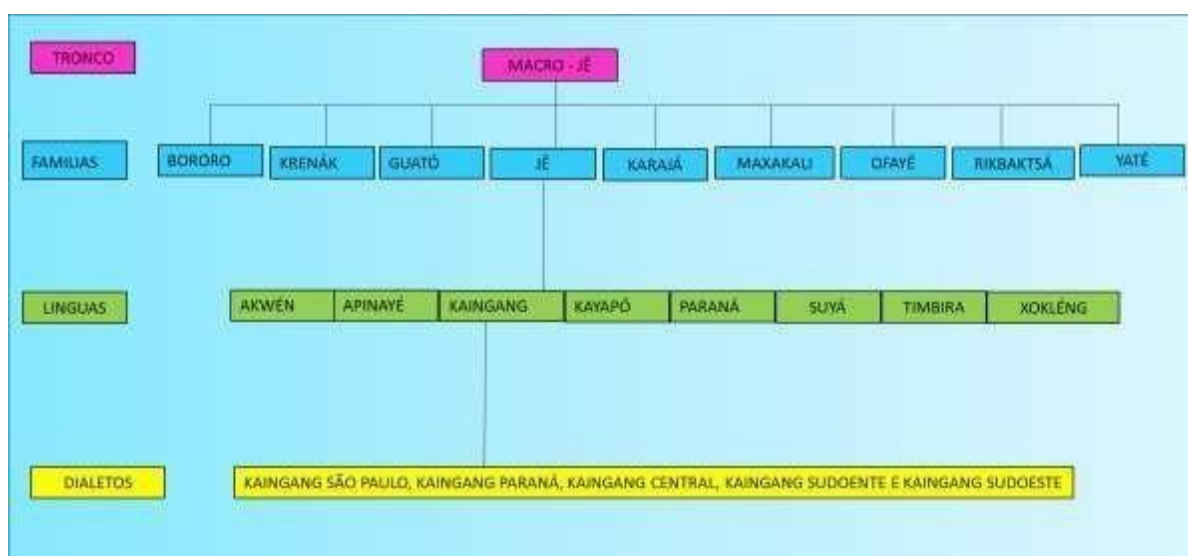 TRONCO
MACRO - JÊ
FAMILIAS BORORO KRENÁK GUATÓ JÊ KARAJÁ MAXAKALI OFAYÉ RIKBAKTSÁ YATÉ
LINGUAS AKWÉN APINAYÉ KAINGANG KAYAPÓ PARANÁ SUYÁ TIMBIRA XOKLÉNG
DIALETOS KAINGANG SÃO PAULO, KAINGANG PARANÁ, KAINGANG CENTRAL, KAINGANG SUDOENTE E KAINGANG SUDOESTE